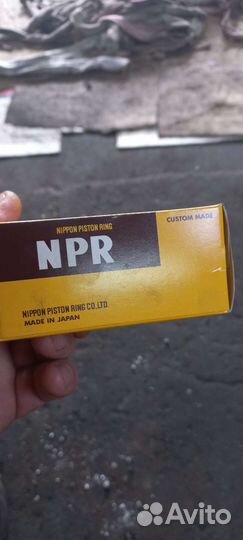 NIPPON PISTON RING
CUSTOM MADE
NPR
NIPPON PISTON RING CO.,LTD.
MADE IN JAPAN
Avito